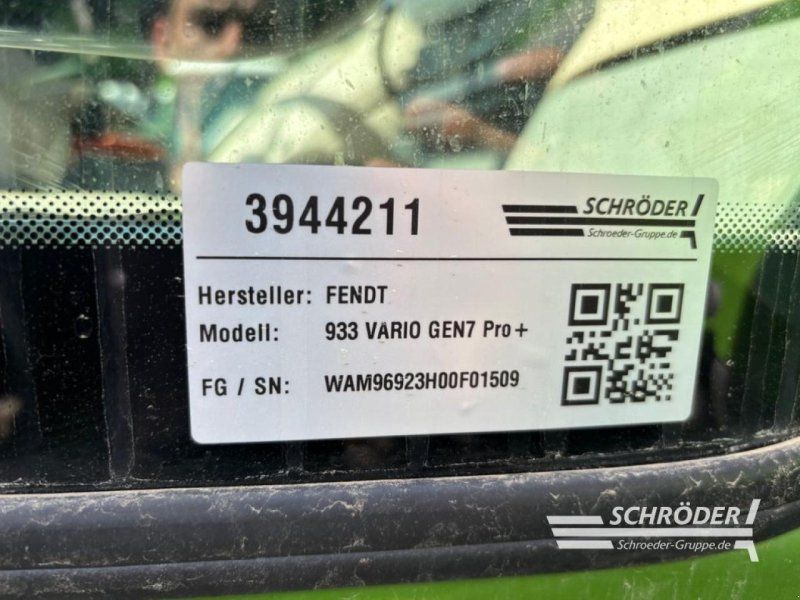 3944211
SCHRÖDER
Schroeder-Gruppe.de
Hersteller: FENDT
Modell: 933 VARIO GEN7 Pro+
FG / SN: WAM96923H00F01509
SCHRÖDER
Schroeder-Gruppe.de